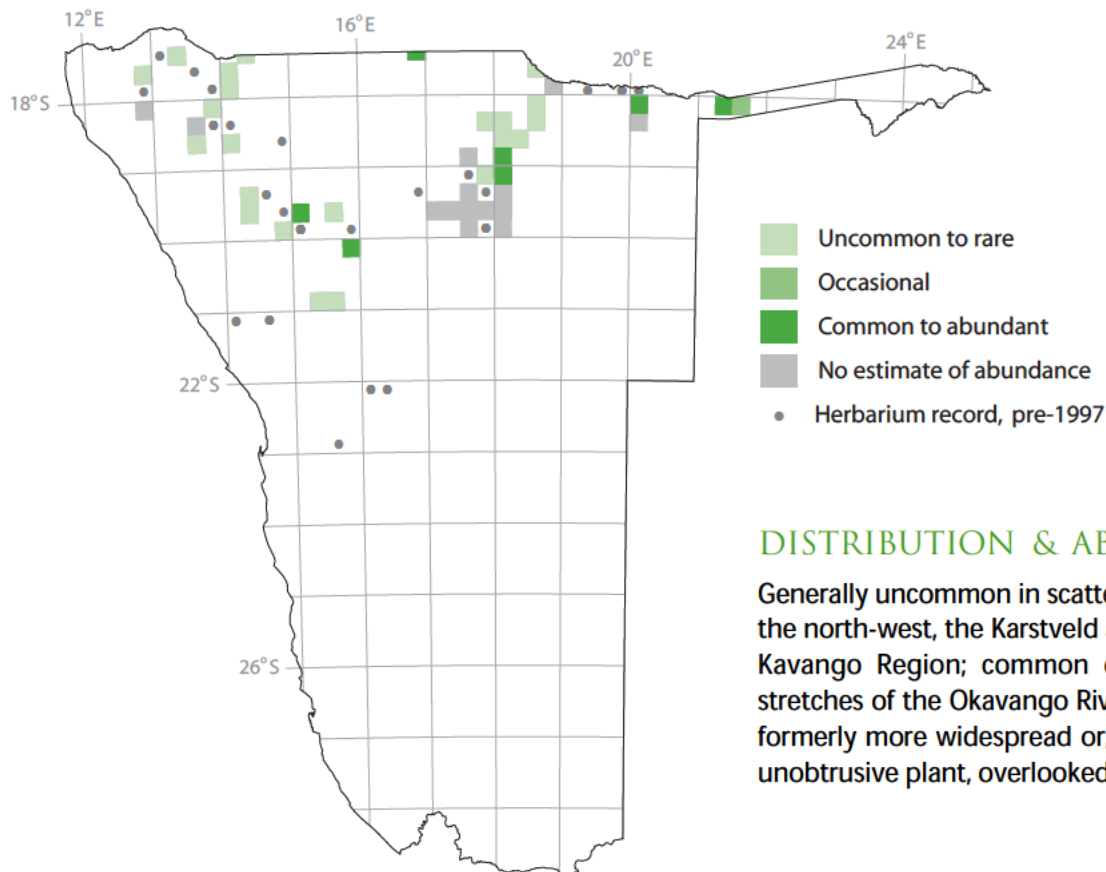 12°E
16°E
20°E
24°E
18°S
22°S
26°S
Uncommon to rare
Occasional
Common to abundant
No estimate of abundance
Herbarium record, pre-1997
DISTRIBUTION & AB
Generally uncommon in scatte
the north-west, the Karstveld
Kavango Region; common
stretches of the Okavango Riv
formerly more widespread or,
unobtrusive plant, overlooked